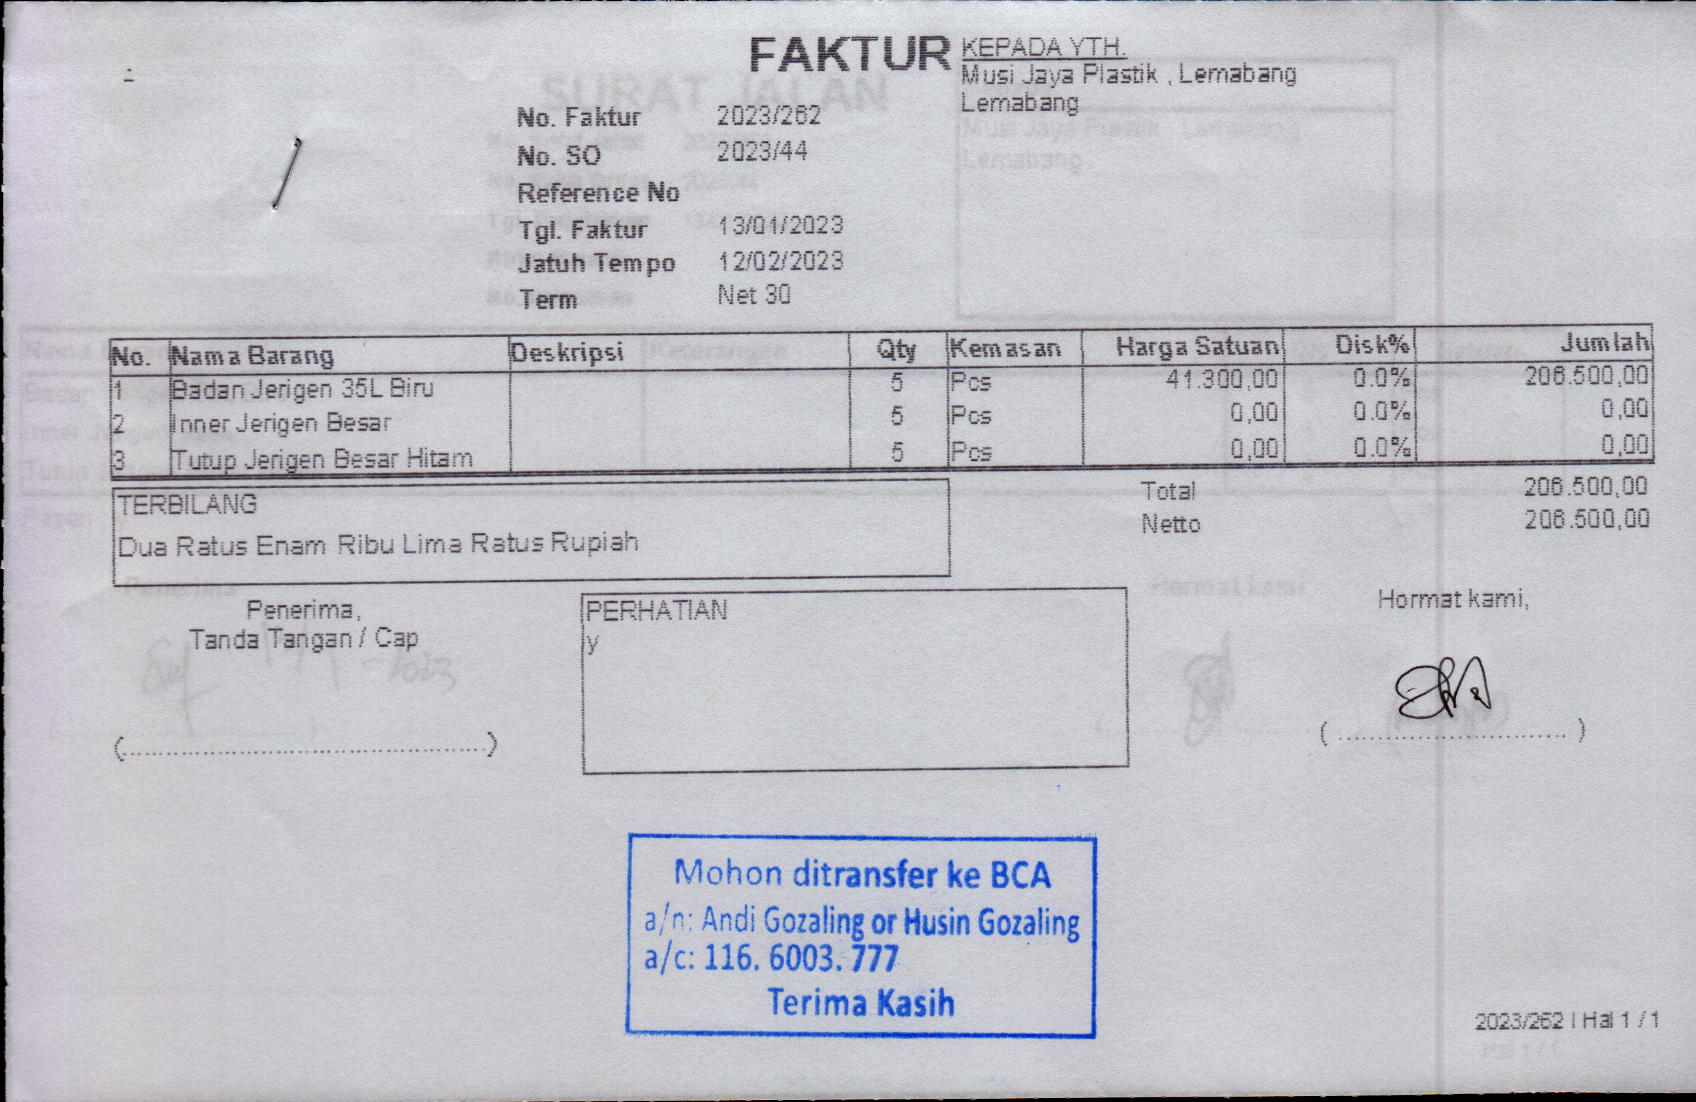 FAKTUR
KEPADA YTH.
Musi Jaya Plastik , Lemabang
Lemabang
No. Faktur 2023/262
No. SO 2023/44
Reference No
Tgl. Faktur 13/01/2023
Jatuh Tempo 12/02/2023
Term Net 30
No. Nama Barang Deskripsi Qty Kemasan Harga Satuan Disk% Jumlah
1 Badan Jerigen 35L Biru 5 Pcs 41.300,00 0.0% 206.500,00
2 Inner Jerigen Besar 5 Pcs 0,00 0.0% 0,00
3 Tutup Jerigen Besar Hitam 5 Pcs 0,00 0.0% 0,00
Total 206.500,00
Netto 206.500,00
TERBILANG
Dua Ratus Enam Ribu Lima Ratus Rupiah
Penerima,
Tanda Tangan / Cap
(................................................)
PERHATIAN
y
Hormat kami,
( .............................. )
Mohon ditransfer ke BCA
a/n: Andi Gozaling or Husin Gozaling
a/c: 116. 6003. 777
Terima Kasih
2023/262 | Hal 1 / 1